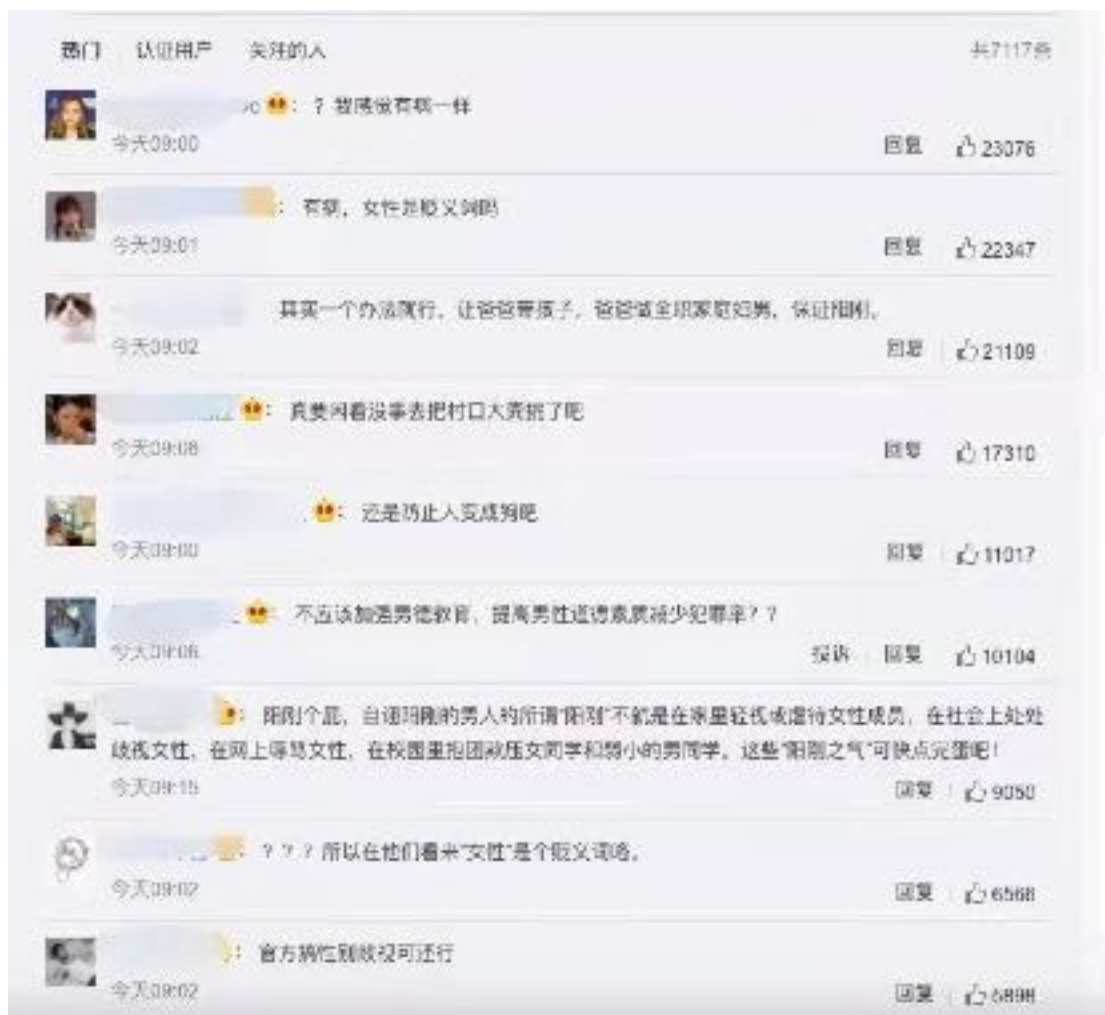 热门 认证用户 关注的人 共7117条
：？我感觉有病一样
今天09:00 回复 23076
： 有病，女性是贬义词吗
今天09:01 回复 22347
其实一个办法就行，让爸爸带孩子，爸爸做全职家庭妇男，保证阳刚。
今天09:02 回复 21109
： 真要闲着没事去把村口大粪挑了吧
今天09:08 回复 17310
： 还是防止人变成狗吧
今天09:00 回复 11017
： 不应该加强男德教育，提高男性道德素质减少犯罪率？？
今天09:06 投诉 回复 10104
： 阳刚个屁，自诩阳刚的男人的所谓“阳刚”不就是在家里轻视或虐待女性成员，在社会上处处
歧视女性，在网上辱骂女性，在校园里抱团欺压女同学和弱小的男同学。这些“阳刚之气”可快点完蛋吧！
今天09:15 回复 9050
： ？？？所以在他们看来“女性”是个贬义词咯。
今天09:02 回复 6568
： 官方搞性别歧视可还行
今天09:02 回复 5898